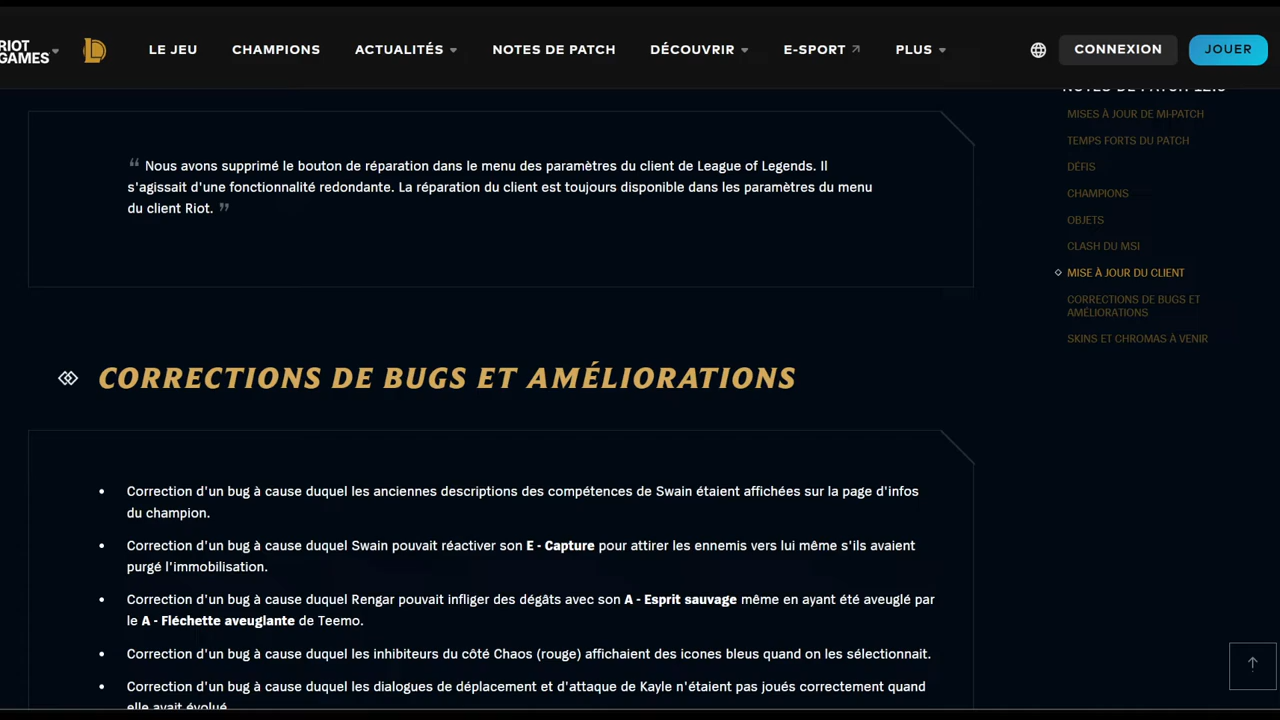 RIOT
GAMES
LE JEU
CHAMPIONS
ACTUALITÉS
NOTES DE PATCH
DÉCOUVRIR
E-SPORT
PLUS
CONNEXION
JOUER
“ Nous avons supprimé le bouton de réparation dans le menu des paramètres du client de League of Legends. Il
s'agissait d'une fonctionnalité redondante. La réparation du client est toujours disponible dans les paramètres du menu
du client Riot. ”
CORRECTIONS DE BUGS ET AMÉLIORATIONS
• Correction d'un bug à cause duquel les anciennes descriptions des compétences de Swain étaient affichées sur la page d'infos
du champion.
• Correction d'un bug à cause duquel Swain pouvait réactiver son E - Capture pour attirer les ennemis vers lui même s'ils avaient
purgé l'immobilisation.
• Correction d'un bug à cause duquel Rengar pouvait infliger des dégâts avec son A - Esprit sauvage même en ayant été aveuglé par
le A - Fléchette aveuglante de Teemo.
• Correction d'un bug à cause duquel les inhibiteurs du côté Chaos (rouge) affichaient des icones bleus quand on les sélectionnait.
• Correction d'un bug à cause duquel les dialogues de déplacement et d'attaque de Kayle n'étaient pas joués correctement quand
elle avait évolué.
NOTES DE PATCH
MISES À JOUR DE MI-PATCH
TEMPS FORTS DU PATCH
DÉFIS
CHAMPIONS
OBJETS
CLASH DU MSI
MISE À JOUR DU CLIENT
CORRECTIONS DE BUGS ET
AMÉLIORATIONS
SKINS ET CHROMAS À VENIR